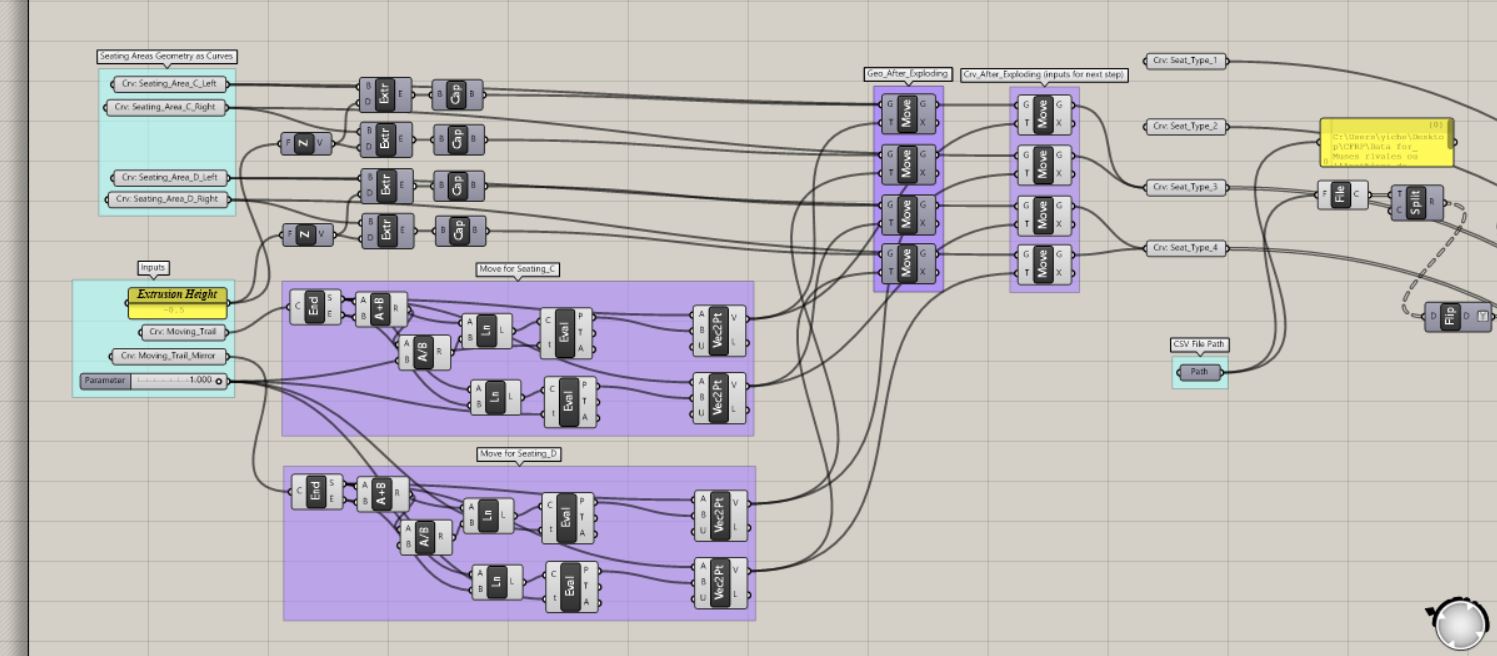 Seating Areas Geometry as Curves
Crv: Seating_Area_C_Left
Crv: Seating_Area_C_Right
Crv: Seating_Area_D_Left
Crv: Seating_Area_D_Right
F Z V
F Z V
B D Extr E
B D Extr E
B D Extr E
B D Extr E
B Cap B
B Cap B
B Cap B
B Cap B
Inputs
Extrusion Height
-0.5
Crv: Moving_Trail
Crv: Moving_Trail_Mirror
Parameter 1.000
Move for Seating_C
C End S E
A B A+B R
A B A/B R
A B Ln L
C t Eval P T A
A B Ln L
C t Eval P T A
A B U Vec2Pt V L
A B U Vec2Pt V L
Move for Seating_D
C End S E
A B A+B R
A B A/B R
A B Ln L
C t Eval P T A
A B Ln L
C t Eval P T A
A B U Vec2Pt V L
A B U Vec2Pt V L
Geo_After_Exploding
G T Move G X
G T Move G X
G T Move G X
G T Move G X
Crv_After_Exploding (inputs for next step)
G T Move G X
G T Move G X
G T Move G X
G T Move G X
Crv: Seat_Type_1
Crv: Seat_Type_2
Crv: Seat_Type_3
Crv: Seat_Type_4
{0}
0 C:\Users\yiche\Deskto
p\CFRP\Data for_
Muses rivales ou
F File C
C Split R
D Flip D
CSV File Path
Path